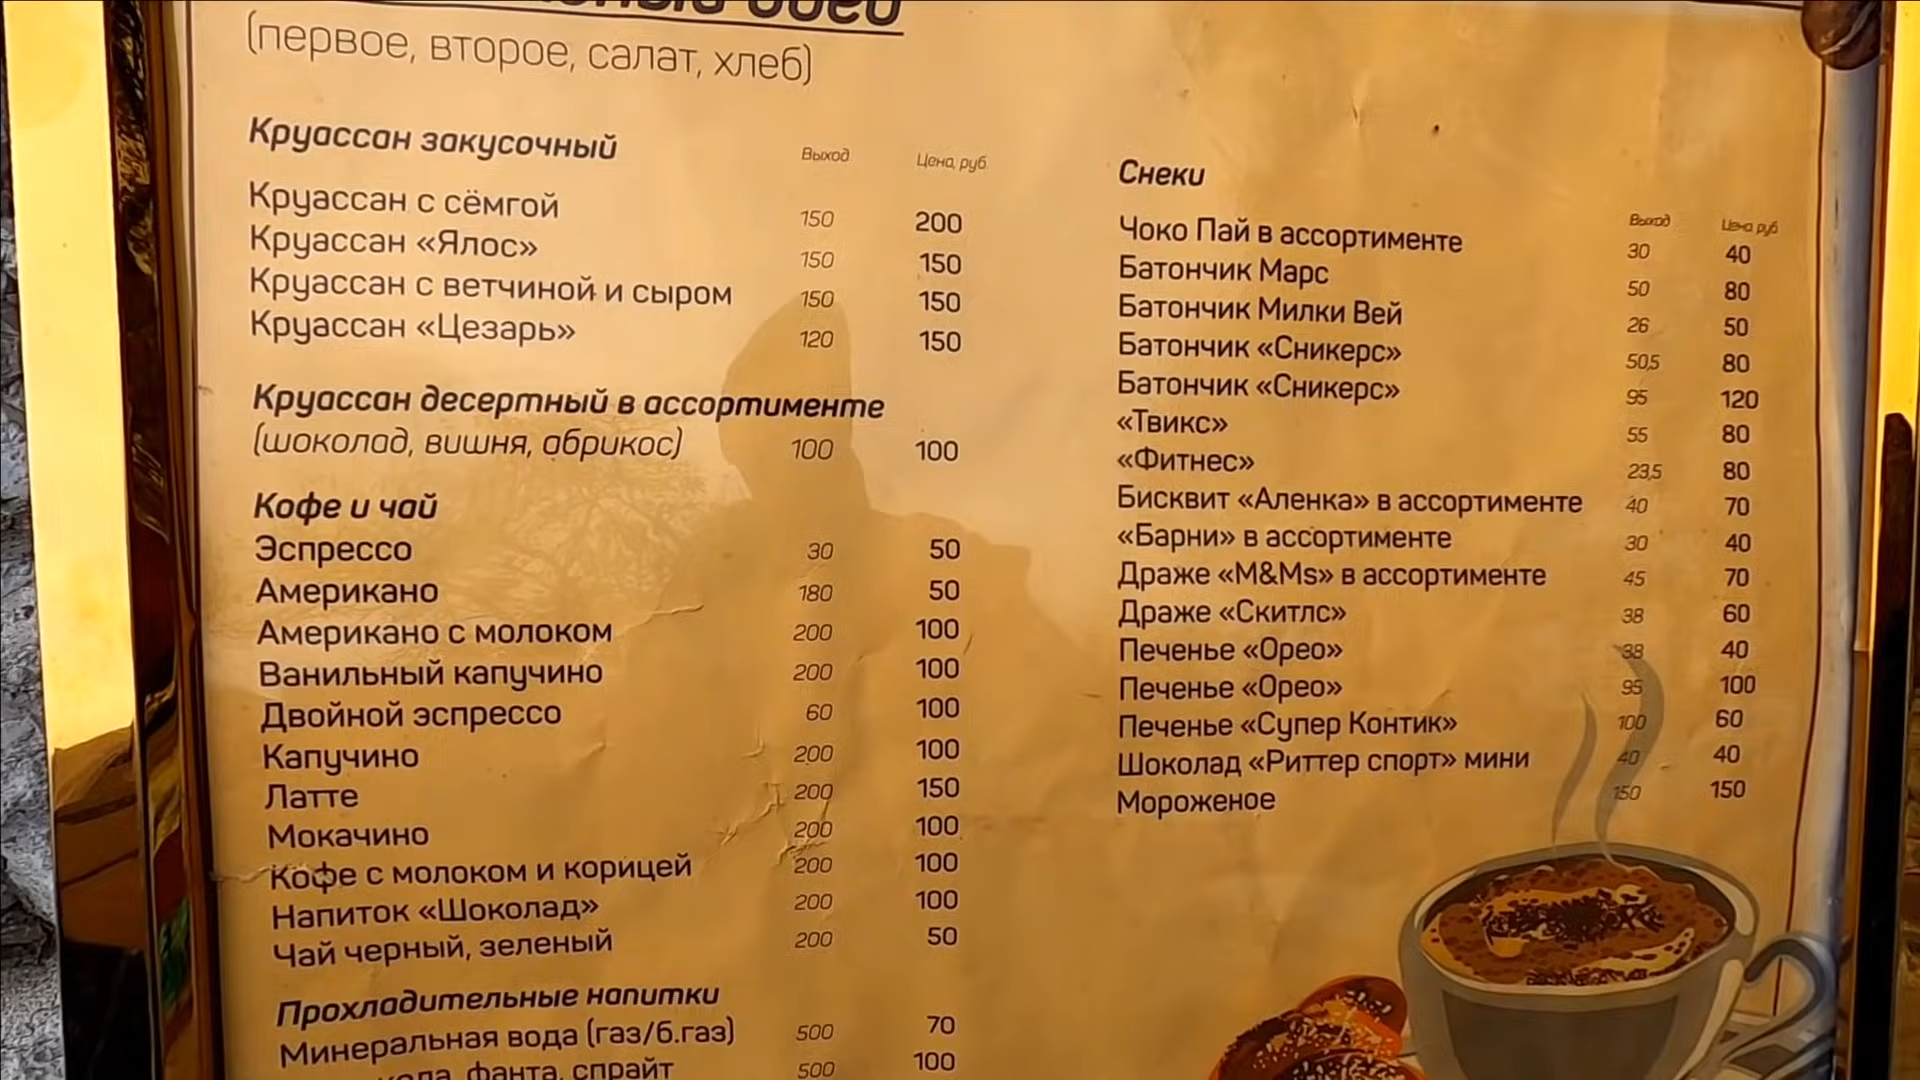 (первое, второе, салат, хлеб)
Круассан закусочный Выход Цена, руб.
Круассан с сёмгой 150 200
Круассан «Ялос» 150 150
Круассан с ветчиной и сыром 150 150
Круассан «Цезарь» 120 150
Круассан десертный в ассортименте
(шоколад, вишня, абрикос) 100 100
Кофе и чай
Эспрессо 30 50
Американо 180 50
Американо с молоком 200 100
Ванильный капучино 200 100
Двойной эспрессо 60 100
Капучино 200 100
Латте 200 150
Мокачино 200 100
Кофе с молоком и корицей 200 100
Напиток «Шоколад» 200 100
Чай черный, зеленый 200 50
Прохладительные напитки
Минеральная вода (газ/б.газ) 500 70
фанта, спрайт 500 100
Снеки
Выход Цена руб
Чоко Пай в ассортименте 30 40
Батончик Марс 50 80
Батончик Милки Вей 26 50
Батончик «Сникерс» 50,5 80
Батончик «Сникерс» 95 120
«Твикс» 55 80
«Фитнес» 23,5 80
Бисквит «Аленка» в ассортименте 40 70
«Барни» в ассортименте 30 40
Драже «M&Ms» в ассортименте 45 70
Драже «Скитлс» 38 60
Печенье «Орео» 38 40
Печенье «Орео» 95 100
Печенье «Супер Контик» 100 60
Шоколад «Риттер спорт» мини 40 40
Мороженое 150 150